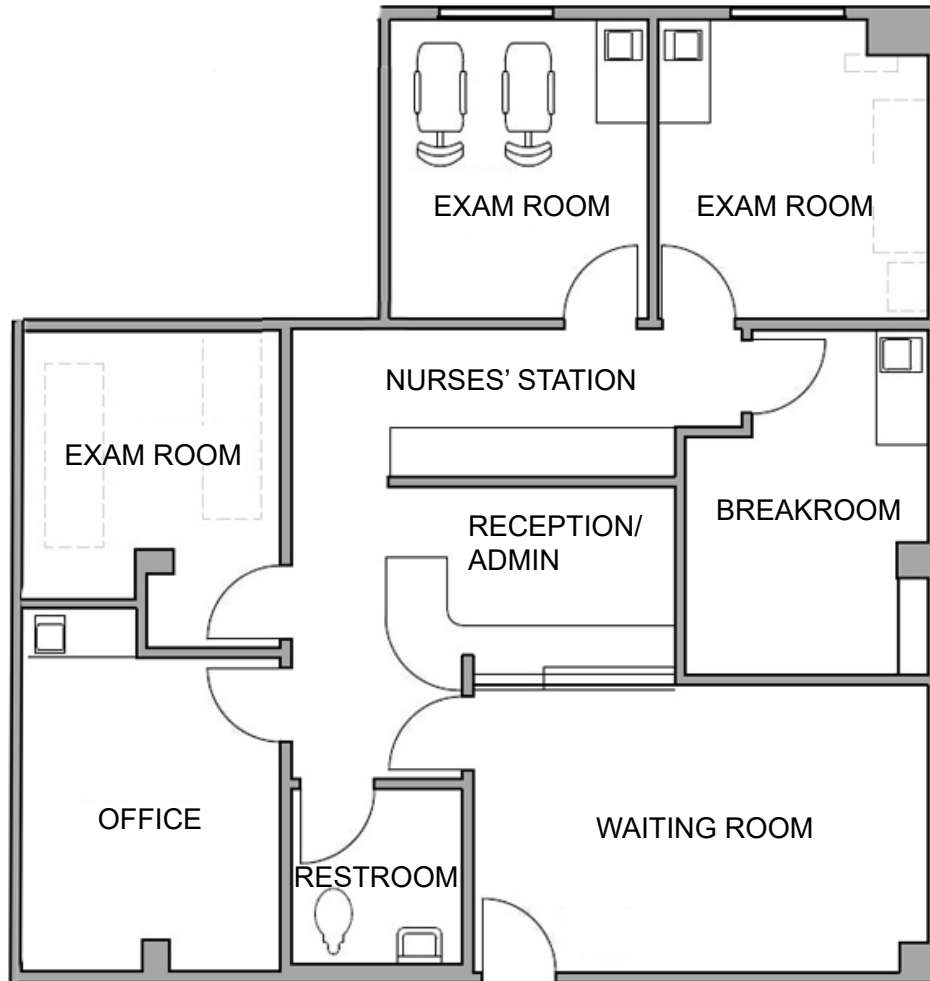 EXAM ROOM
EXAM ROOM
NURSES' STATION
EXAM ROOM
BREAKROOM
RECEPTION/
ADMIN
OFFICE
WAITING ROOM
RESTROOM